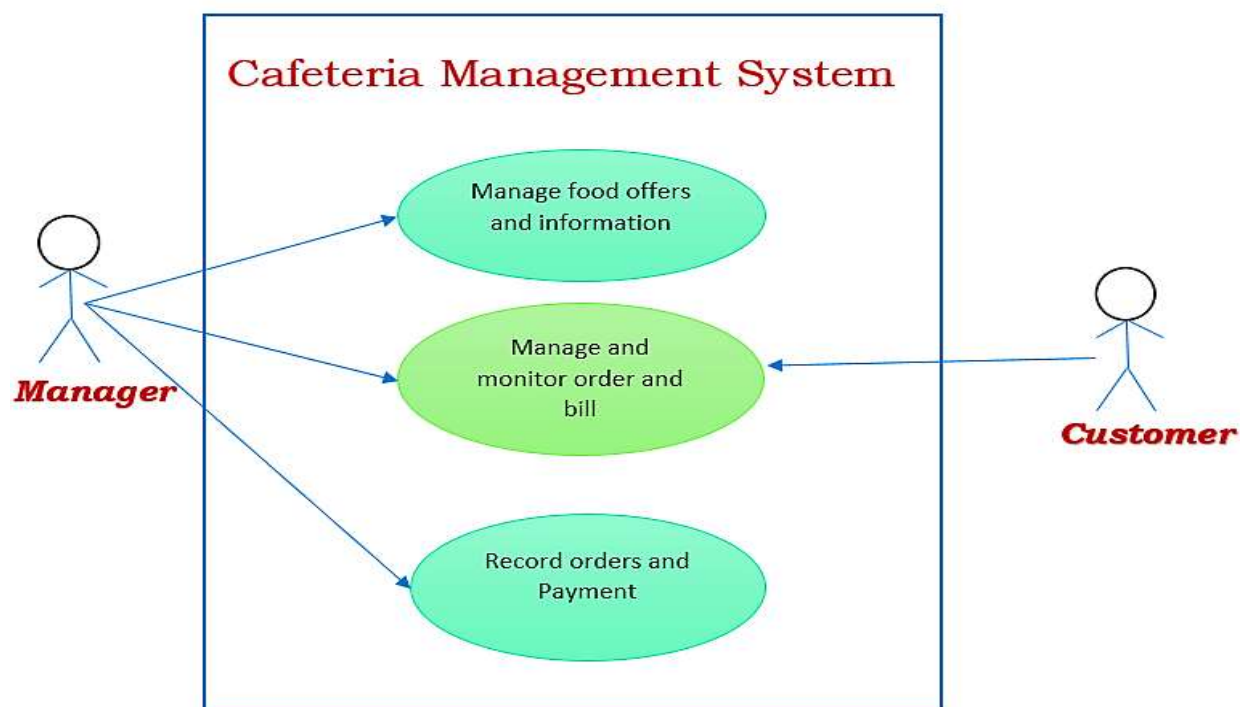 Cafeteria Management System
Manage food offers
and information
Manage and
monitor order and
bill
Record orders and
Payment
Manager
Customer